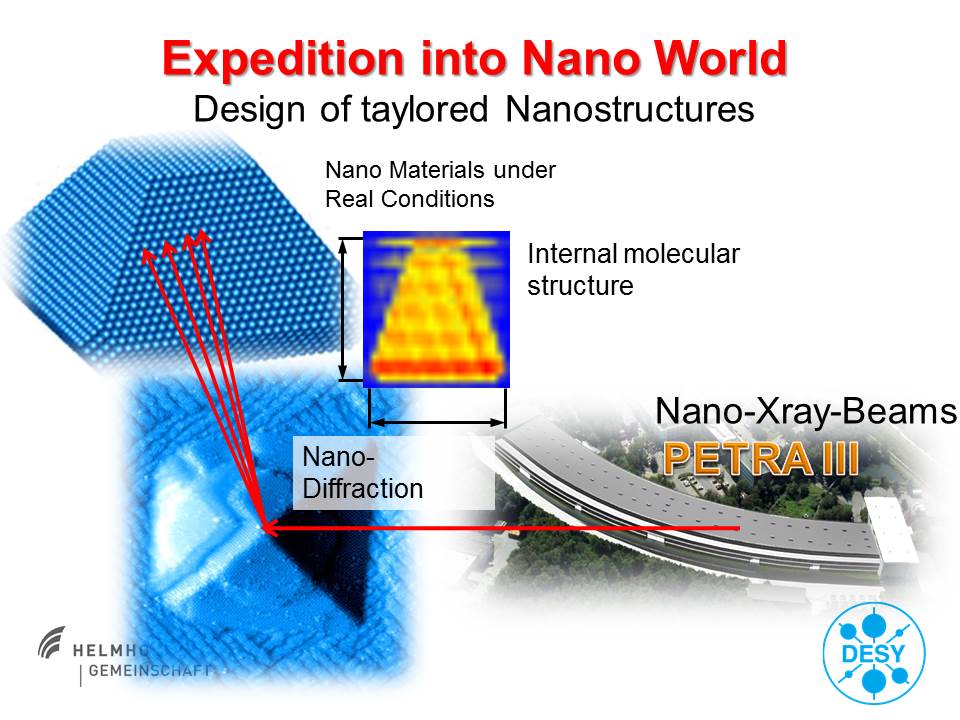 Expedition into Nano World
Design of taylored Nanostructures
Nano Materials under
Real Conditions
Internal molecular
structure
Nano-Xray-Beams
PETRA III
Nano-
Diffraction
HELMHO
GEMEINSCHAFT
DESY